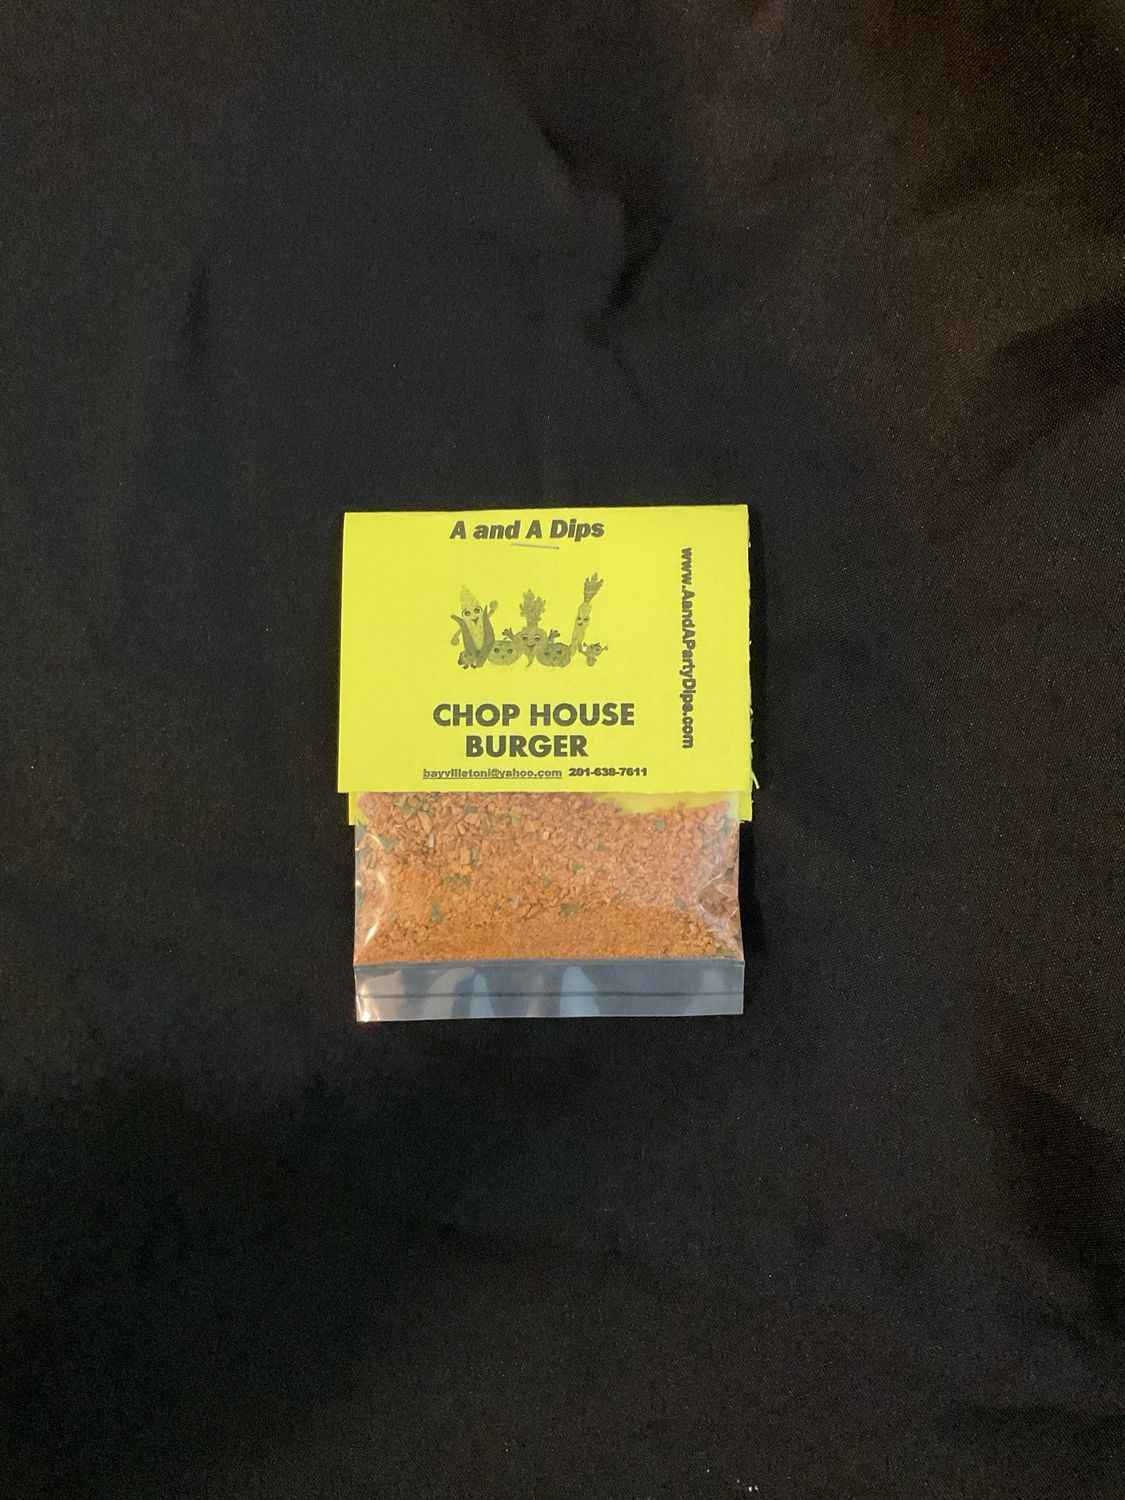 A and A Dips
www.AandAPartyDips.com
CHOP HOUSE
BURGER
bayvilletoni@yahoo.com 201-638-7611